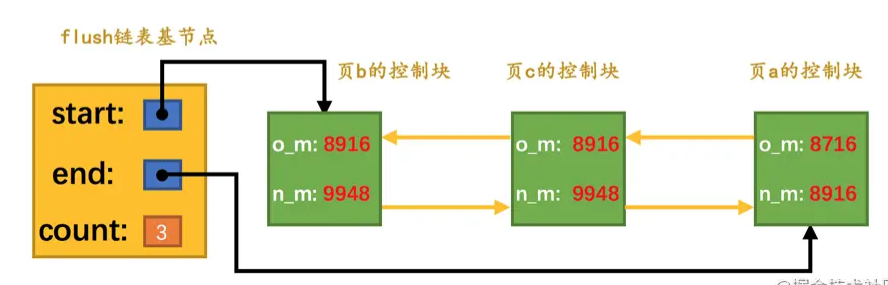 flush链表基节点
页b的控制块
页c的控制块
页a的控制块
start:
end:
count: 3
o_m: 8916
n_m: 9948
o_m: 8916
n_m: 9948
o_m: 8716
n_m: 8916